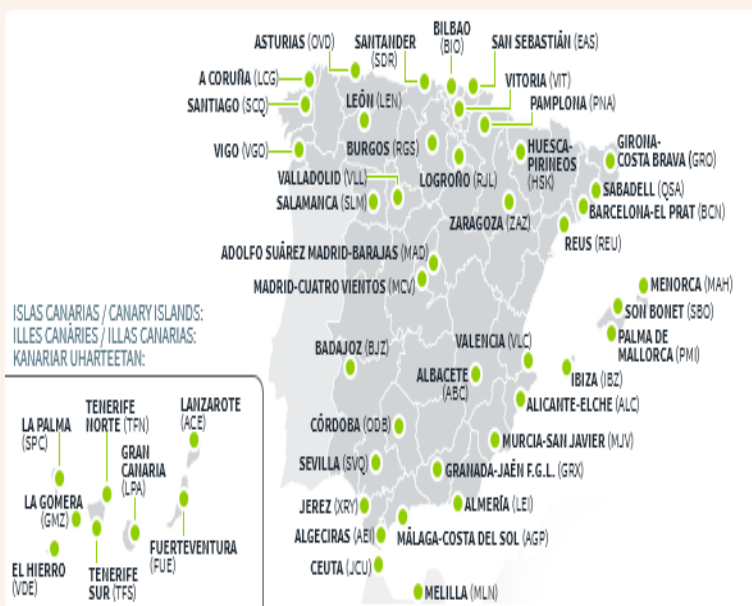 BILBAO
(BIO)
ASTURIAS (OVD)
SANTANDER
(SDR)
SAN SEBASTIÁN (EAS)
A CORUÑA (LCG)
VITORIA (VIT)
SANTIAGO (SCQ)
LEÓN (LEN)
PAMPLONA (PNA)
VIGO (VGO)
BURGOS (RGS)
HUESCA-
PIRINEOS
(HSK)
GIRONA-
COSTA BRAVA (GRO)
VALLADOLID (VLL)
LOGROÑO (RJL)
SABADELL (QSA)
SALAMANCA (SLM)
BARCELONA-EL PRAT (BCN)
ZARAGOZA (ZAZ)
REUS (REU)
ADOLFO SUÁREZ MADRID-BARAJAS (MAD)
MADRID-CUATRO VIENTOS (MCV)
MENORCA (MAH)
SON BONET (SBO)
PALMA DE
MALLORCA (PMI)
ISLAS CANARIAS / CANARY ISLANDS:
ILLES CANÀRIES / ILLAS CANARIAS:
KANARIAR UHARTEETAN:
BADAJOZ (BJZ)
VALENCIA (VLC)
ALBACETE
(ABC)
IBIZA (IBZ)
ALICANTE-ELCHE (ALC)
CÓRDOBA (ODB)
MURCIA-SAN JAVIER (MJV)
SEVILLA (SVQ)
GRANADA-JAÉN F.G.L. (GRX)
JEREZ (XRY)
ALMERÍA (LEI)
ALGECIRAS (AEI)
MÁLAGA-COSTA DEL SOL (AGP)
CEUTA (JCU)
MELILLA (MLN)
LA PALMA
(SPC)
TENERIFE
NORTE (TFN)
LANZAROTE
(ACE)
GRAN
CANARIA
(LPA)
LA GOMERA
(GMZ)
FUERTEVENTURA
(FUE)
EL HIERRO
(VDE)
TENERIFE
SUR (TFS)